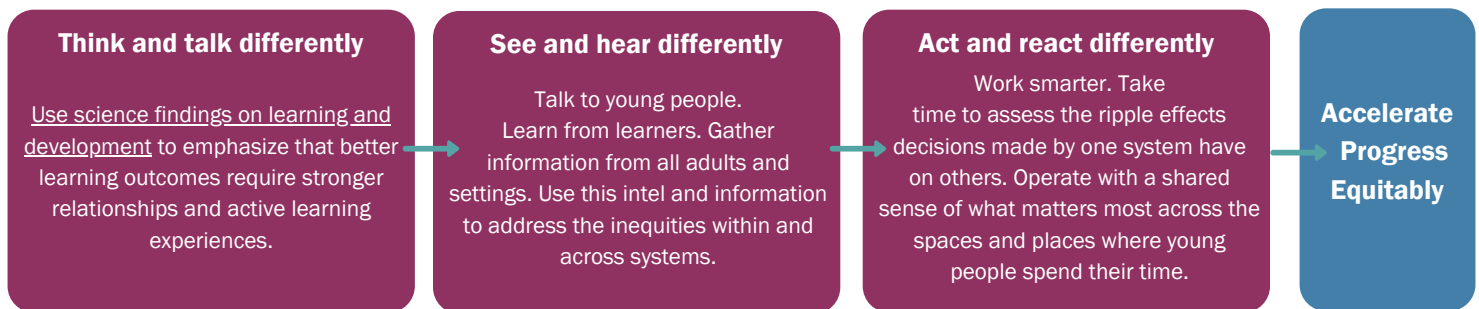 Think and talk differently
Use science findings on learning and
development to emphasize that better
learning outcomes require stronger
relationships and active learning
experiences.
See and hear differently
Talk to young people.
Learn from learners. Gather
information from all adults and
settings. Use this intel and information
to address the inequities within and
across systems.
Act and react differently
Work smarter. Take
time to assess the ripple effects
decisions made by one system have
on others. Operate with a shared
sense of what matters most across the
spaces and places where young
people spend their time.
Accelerate
Progress
Equitably